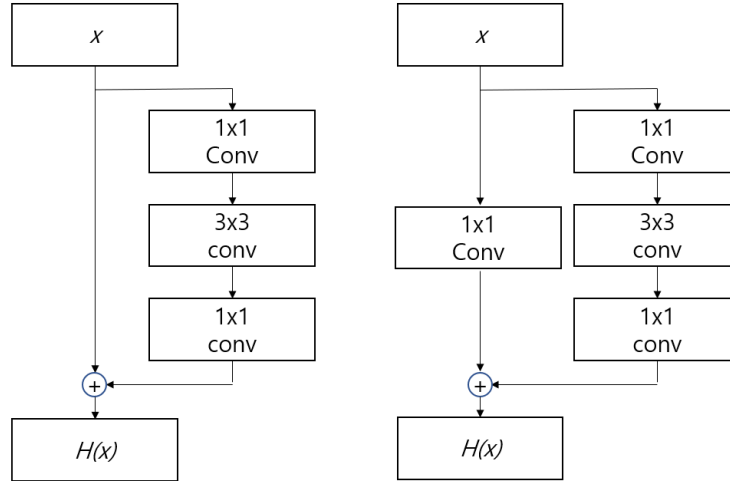 x
1x1
Conv
3x3
conv
1x1
conv
+
H(x)
x
1x1
Conv
1x1
Conv
3x3
conv
1x1
conv
+
H(x)